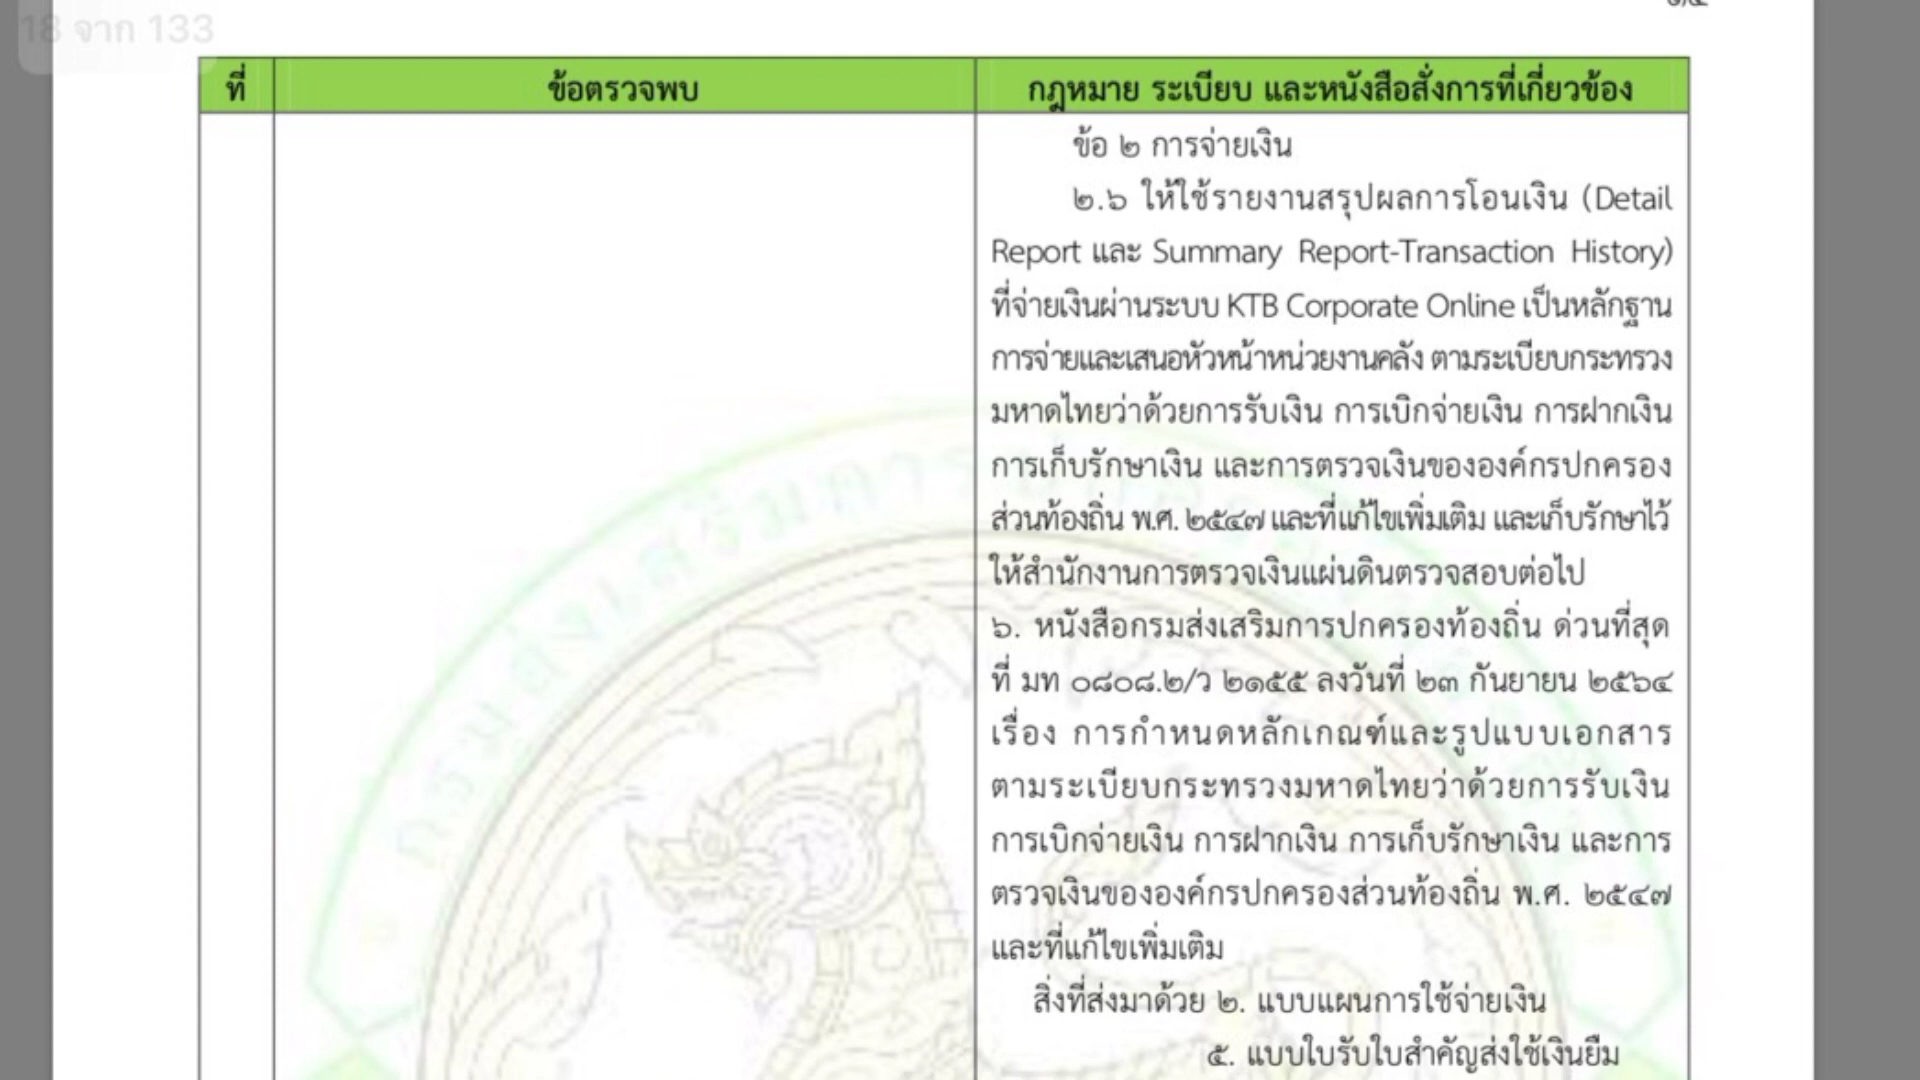 18 จาก 133
ที่ ข้อตรวจพบ กฎหมาย ระเบียบ และหนังสือสั่งการที่เกี่ยวข้อง
ข้อ ๒ การจ่ายเงิน
๒.๖ ให้ใช้รายงานสรุปผลการโอนเงิน (Detail
Report และ Summary Report-Transaction History)
ที่จ่ายเงินผ่านระบบ KTB Corporate Online เป็นหลักฐาน
การจ่ายและเสนอหัวหน้าหน่วยงานคลัง ตามระเบียบกระทรวง
มหาดไทยว่าด้วยการรับเงิน การเบิกจ่ายเงิน การฝากเงิน
การเก็บรักษาเงิน และการตรวจเงินขององค์กรปกครอง
ส่วนท้องถิ่น พ.ศ. ๒๕๔๗ และที่แก้ไขเพิ่มเติม และเก็บรักษาไว้
ให้สำนักงานการตรวจเงินแผ่นดินตรวจสอบต่อไป
๖. หนังสือกรมส่งเสริมการปกครองท้องถิ่น ด่วนที่สุด
ที่ มท ๐๘๐๘.๒/ว ๒๑๕๕ ลงวันที่ ๒๓ กันยายน ๒๕๖๔
เรื่อง การกำหนดหลักเกณฑ์และรูปแบบเอกสาร
ตามระเบียบกระทรวงมหาดไทยว่าด้วยการรับเงิน
การเบิกจ่ายเงิน การฝากเงิน การเก็บรักษาเงิน และการ
ตรวจเงินขององค์กรปกครองส่วนท้องถิ่น พ.ศ. ๒๕๔๗
และที่แก้ไขเพิ่มเติม
สิ่งที่ส่งมาด้วย ๒. แบบแผนการใช้จ่ายเงิน
๕. แบบใบรับใบสำคัญส่งใช้เงินยืม